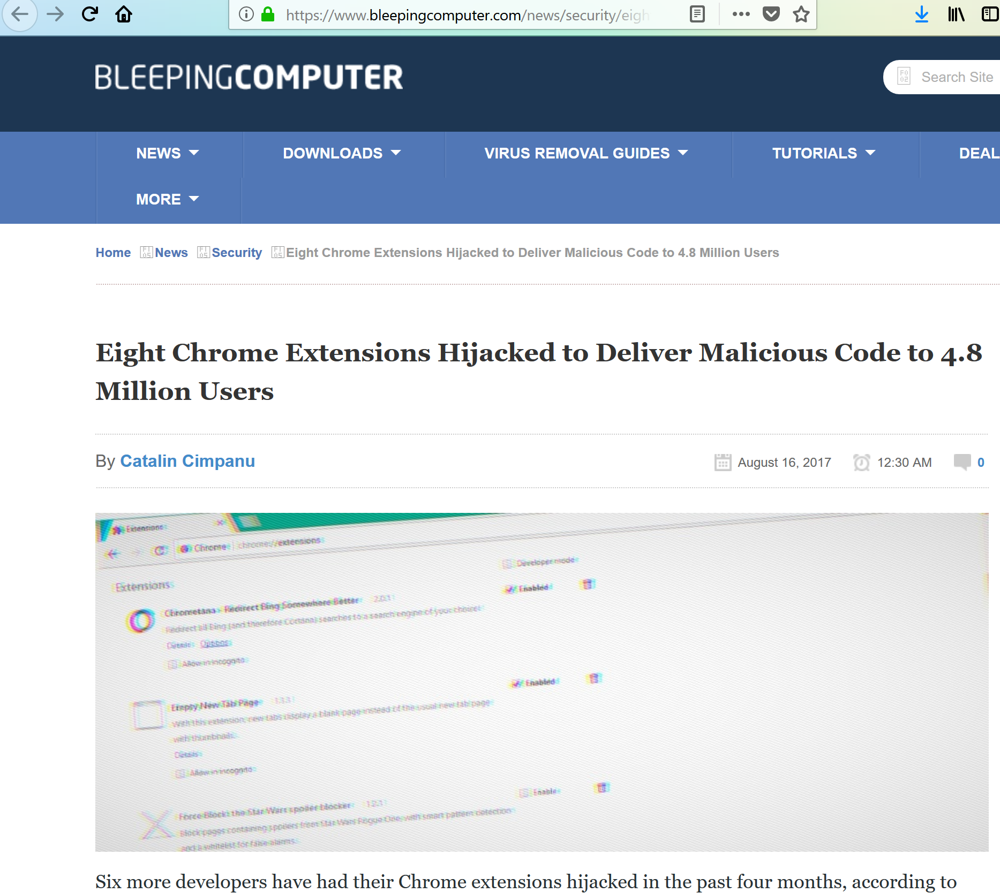 https://www.bleepingcomputer.com/news/security/eigh
BLEEPINGCOMPUTER
Search Site
NEWS DOWNLOADS VIRUS REMOVAL GUIDES TUTORIALS DEAL
MORE
Home News Security Eight Chrome Extensions Hijacked to Deliver Malicious Code to 4.8 Million Users
Eight Chrome Extensions Hijacked to Deliver Malicious Code to 4.8
Million Users
By Catalin Cimpanu August 16, 2017 12:30 AM 0
Extensions
Chrome chrome://extensions
Developer mode
Extensions
Enabled
Chrometana - Redirect Bing Somewhere Better 2.0.1
Redirect all Bing (and therefore Cortana) searches to a search engine of your choice!
Details Options
Allow in incognito
Enabled
Empty New Tab Page 1.1.3.1
With this extension, new tabs display a blank page instead of the usual new tab page
with thumbnails.
Details
Allow in incognito
Enable
Force Block: the Star Wars spoiler blocker 1.2.3.1
Block pages containing spoilers from Star Wars Rogue One, with smart pattern detection
and a whitelist for false alarms.
Six more developers have had their Chrome extensions hijacked in the past four months, according to